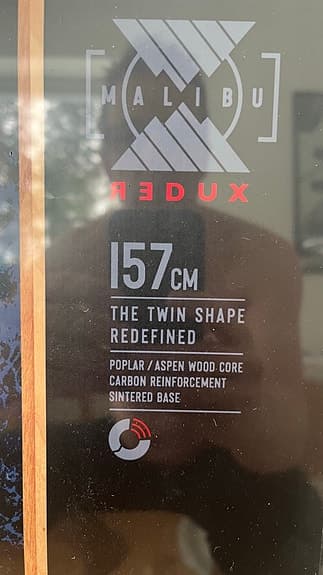 MALIBU
REDUX
157CM
THE TWIN SHAPE
REDEFINED
POPLAR / ASPEN WOOD CORE
CARBON REINFORCEMENT
SINTERED BASE